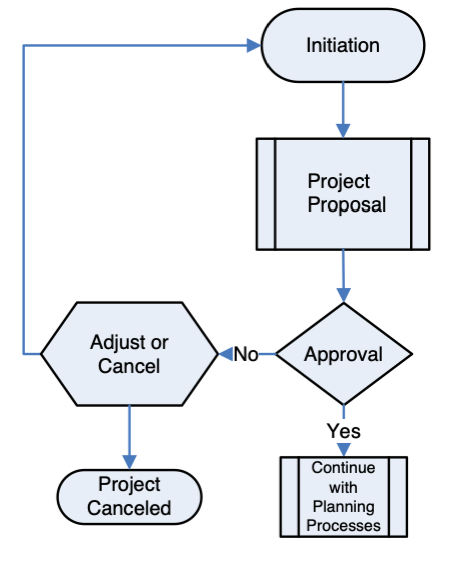 Initiation
Project
Proposal
Adjust or
Cancel
No
Approval
Yes
Project
Canceled
Continue
with
Planning
Processes